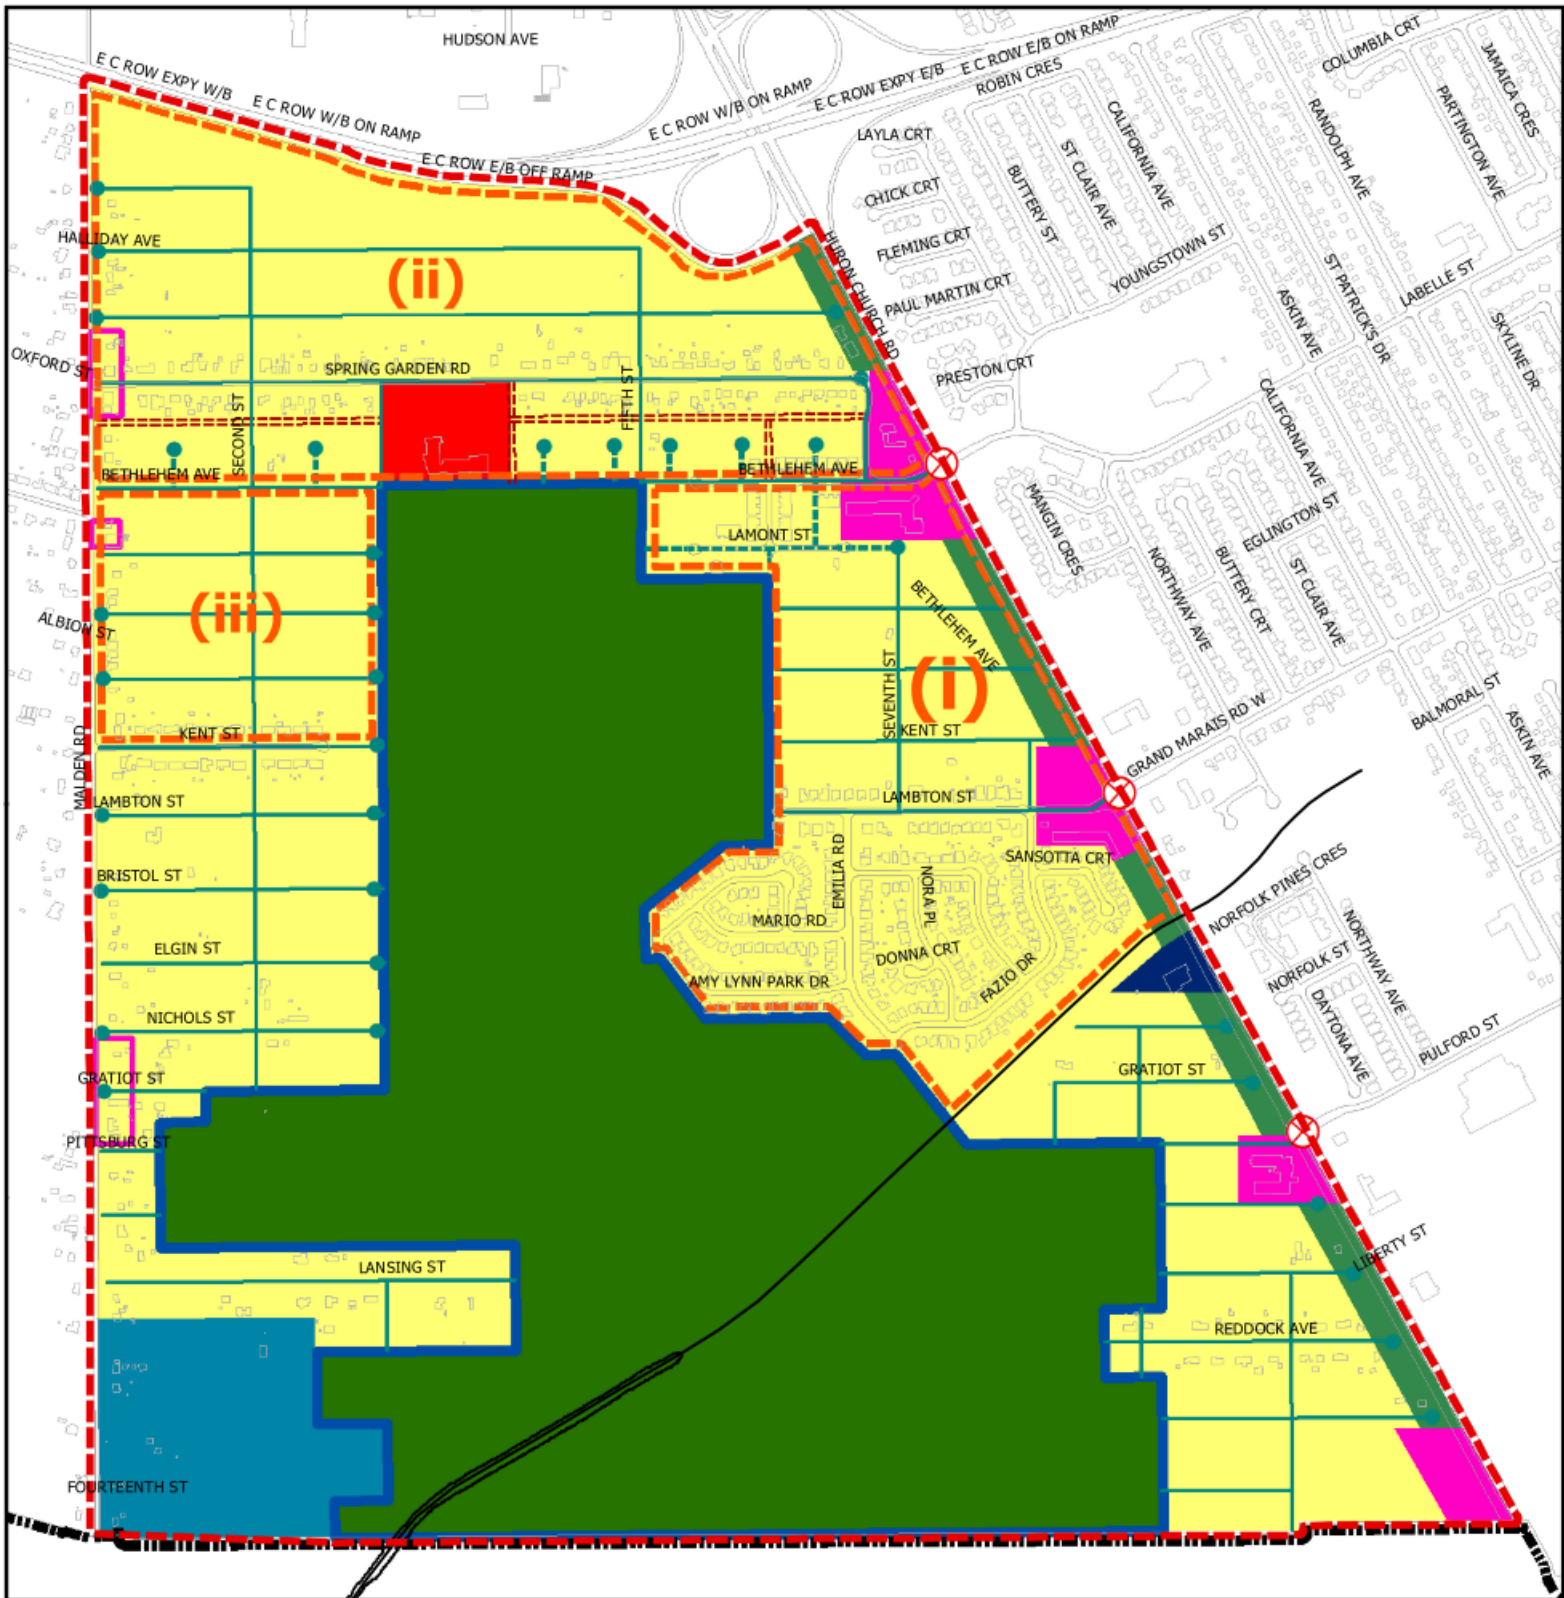 HUDSON AVE
E C ROW EXPY W/B
E C ROW W/B ON RAMP
E C ROW E/B OFF RAMP
E C ROW W/B ON RAMP
E C ROW EXPY E/B
E C ROW E/B ON RAMP
ROBIN CRES
COLUMBIA CRT
JAMAICA CRES
PARTINGTON AVE
RANDOLPH AVE
CALIFORNIA AVE
ST CLAIR AVE
BUTTERY ST
LAYLA CRT
CHICK CRT
FLEMING CRT
PAUL MARTIN CRT
YOUNGSTOWN ST
ST PATRICK'S DR
LABELLE ST
ASKIN AVE
SKYLINE DR
HURON CHURCH RD
PRESTON CRT
HALLIDAY AVE
(ii)
OXFORD ST
SPRING GARDEN RD
SECOND ST
FIFTH ST
BETHLEHEM AVE
BETHLEHEM AVE
CALIFORNIA AVE
EGLINGTON ST
MANGIN CRES
NORTHWAY AVE
BUTTERY CRT
ST CLAIR AVE
LAMONT ST
BETHLEHEM AVE
ALBION ST
(iii)
(i)
SEVENTH ST
KENT ST
KENT ST
MALDEN RD
GRAND MARAIS RD W
BALMORAL ST
ASKIN AVE
LAMBTON ST
LAMBTON ST
BRISTOL ST
EMILIA RD
NORA PL
SANSOTTA CRT
MARIO RD
DONNA CRT
FAZIO DR
AMY LYNN PARK DR
ELGIN ST
NICHOLS ST
NORFOLK PINES CRES
NORTHWAY AVE
NORFOLK ST
DAYTONA AVE
PULFORD ST
GRATIOT ST
GRATIOT ST
PITTSBURG ST
LANSING ST
LIBERTY ST
REDDOCK AVE
FOURTEENTH ST